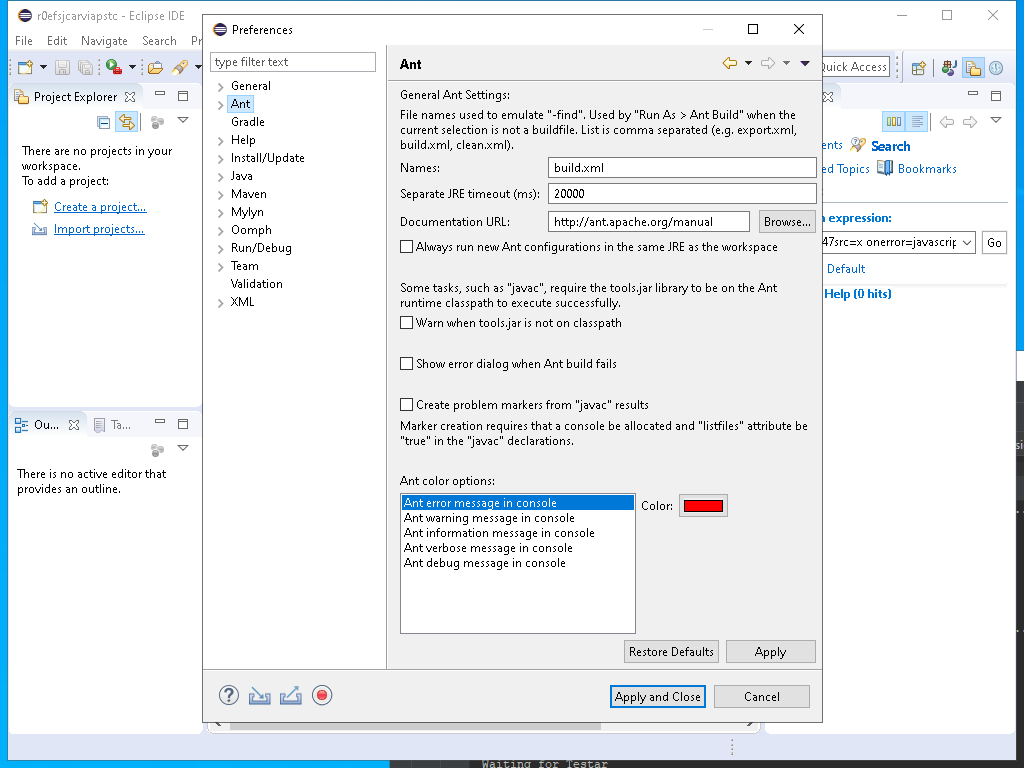 r0efsjcarviapstc - Eclipse IDE
File Edit Navigate Search
Quick Access
Project Explorer
There are no projects in your
workspace.
To add a project:
Create a project...
Import projects...
Ou...
Ta...
There is no active editor that
provides an outline.
Preferences
type filter text
General
Ant
Gradle
Help
Install/Update
Java
Maven
Mylyn
Oomph
Run/Debug
Team
Validation
XML
Ant
General Ant Settings:
File names used to emulate "-find". Used by "Run As > Ant Build" when the
current selection is not a buildfile. List is comma separated (e.g. export.xml,
build.xml, clean.xml).
Names: build.xml
Separate JRE timeout (ms): 20000
Documentation URL: http://ant.apache.org/manual Browse...
Always run new Ant configurations in the same JRE as the workspace
Some tasks, such as "javac", require the tools.jar library to be on the Ant
runtime classpath to execute successfully.
Warn when tools.jar is not on classpath
Show error dialog when Ant build fails
Create problem markers from "javac" results
Marker creation requires that a console be allocated and "listfiles" attribute be
"true" in the "javac" declarations.
Ant color options:
Ant error message in console
Ant warning message in console
Ant information message in console
Ant verbose message in console
Ant debug message in console
Color:
Restore Defaults Apply
Apply and Close Cancel
Search
Topics Bookmarks
expression:
47src=x onerror=javascrip Go
Default
Help (0 hits)
Waiting for Testar